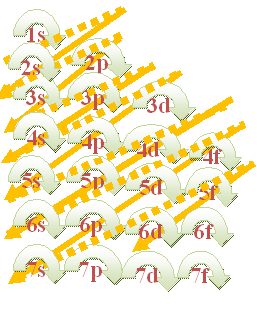 1s
2s 2p
3s 3p 3d
4s 4p 4d 4f
5s 5p 5d 5f
6s 6p 6d 6f
7s 7p 7d 7f